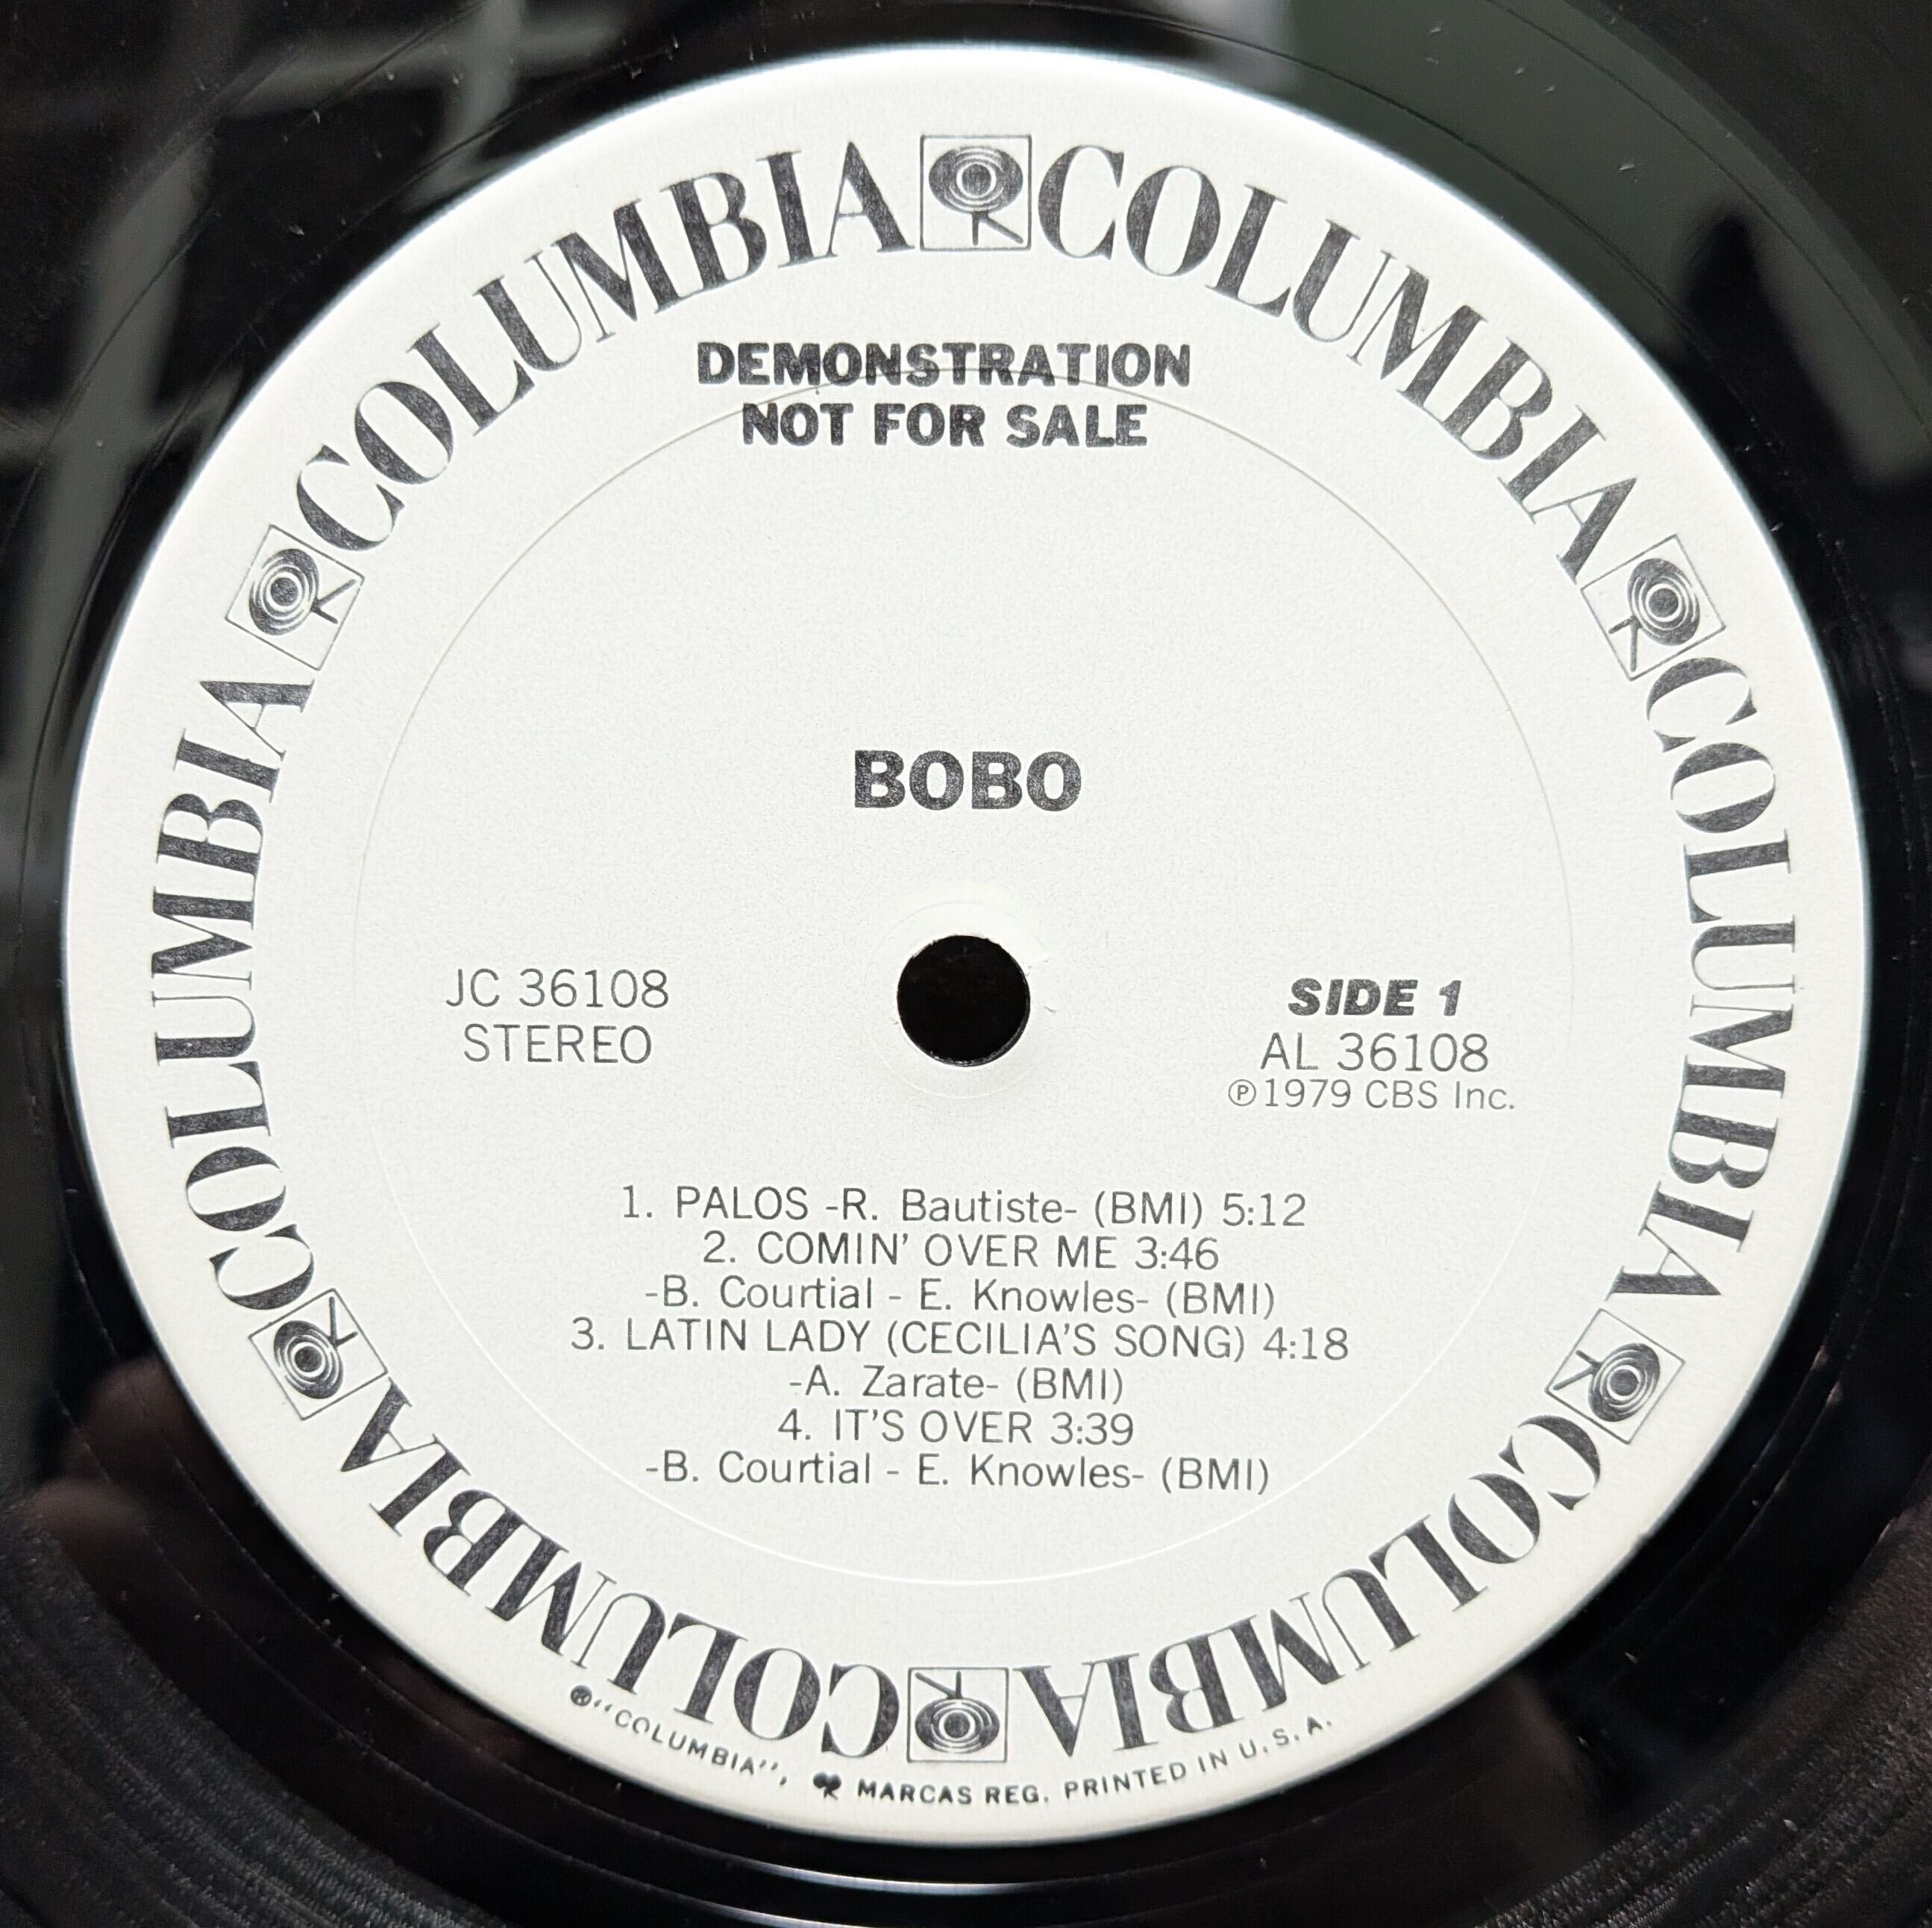 COLUMBIA COLUMBIA COLUMBIA COLUMBIA COLUMBIA COLUMBIA
DEMONSTRATION
NOT FOR SALE
BOBO
JC 36108
STEREO
SIDE 1
AL 36108
℗1979 CBS Inc.
1. PALOS -R. Bautiste- (BMI) 5:12
2. COMIN' OVER ME 3:46
-B. Courtial - E. Knowles- (BMI)
3. LATIN LADY (CECILIA'S SONG) 4:18
-A. Zarate- (BMI)
4. IT'S OVER 3:39
-B. Courtial - E. Knowles- (BMI)
®"COLUMBIA", MARCAS REG. PRINTED IN U.S.A.